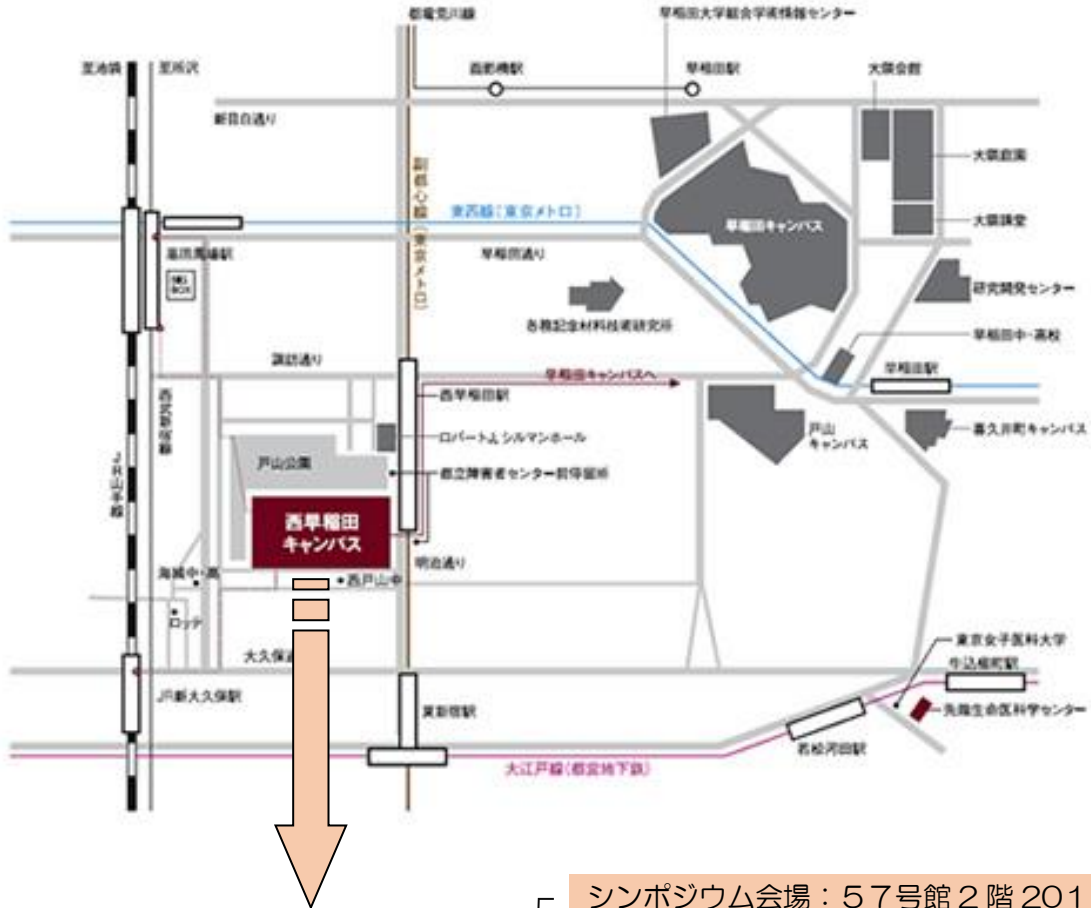 都電荒川線
早稲田大学総合学術情報センター
至池袋
至所沢
面影橋駅
早稲田駅
大隈会館
新目白通り
大隈庭園
副都心線(東京メトロ)
東西線(東京メトロ)
早稲田キャンパス
大隈講堂
高田馬場駅
早稲田通り
BIG
BOX
研究開発センター
各務記念材料技術研究所
早稲田中・高校
諏訪通り
早稲田キャンパスへ
早稲田駅
西武新宿線
西早稲田駅
ロバートJ.シルマンホール
戸山
キャンパス
喜久井町キャンパス
戸山公園
都立障害者センター前停留所
JR山手線
西早稲田
キャンパス
明治通り
海城中・高
西戸山中
ロッテ
大久保通
東京女子医科大学
牛込柳町駅
JR新大久保駅
東新宿駅
先端生命医科学センター
若松河田駅
大江戸線(都営地下鉄)
シンポジウム会場:57号館2階201